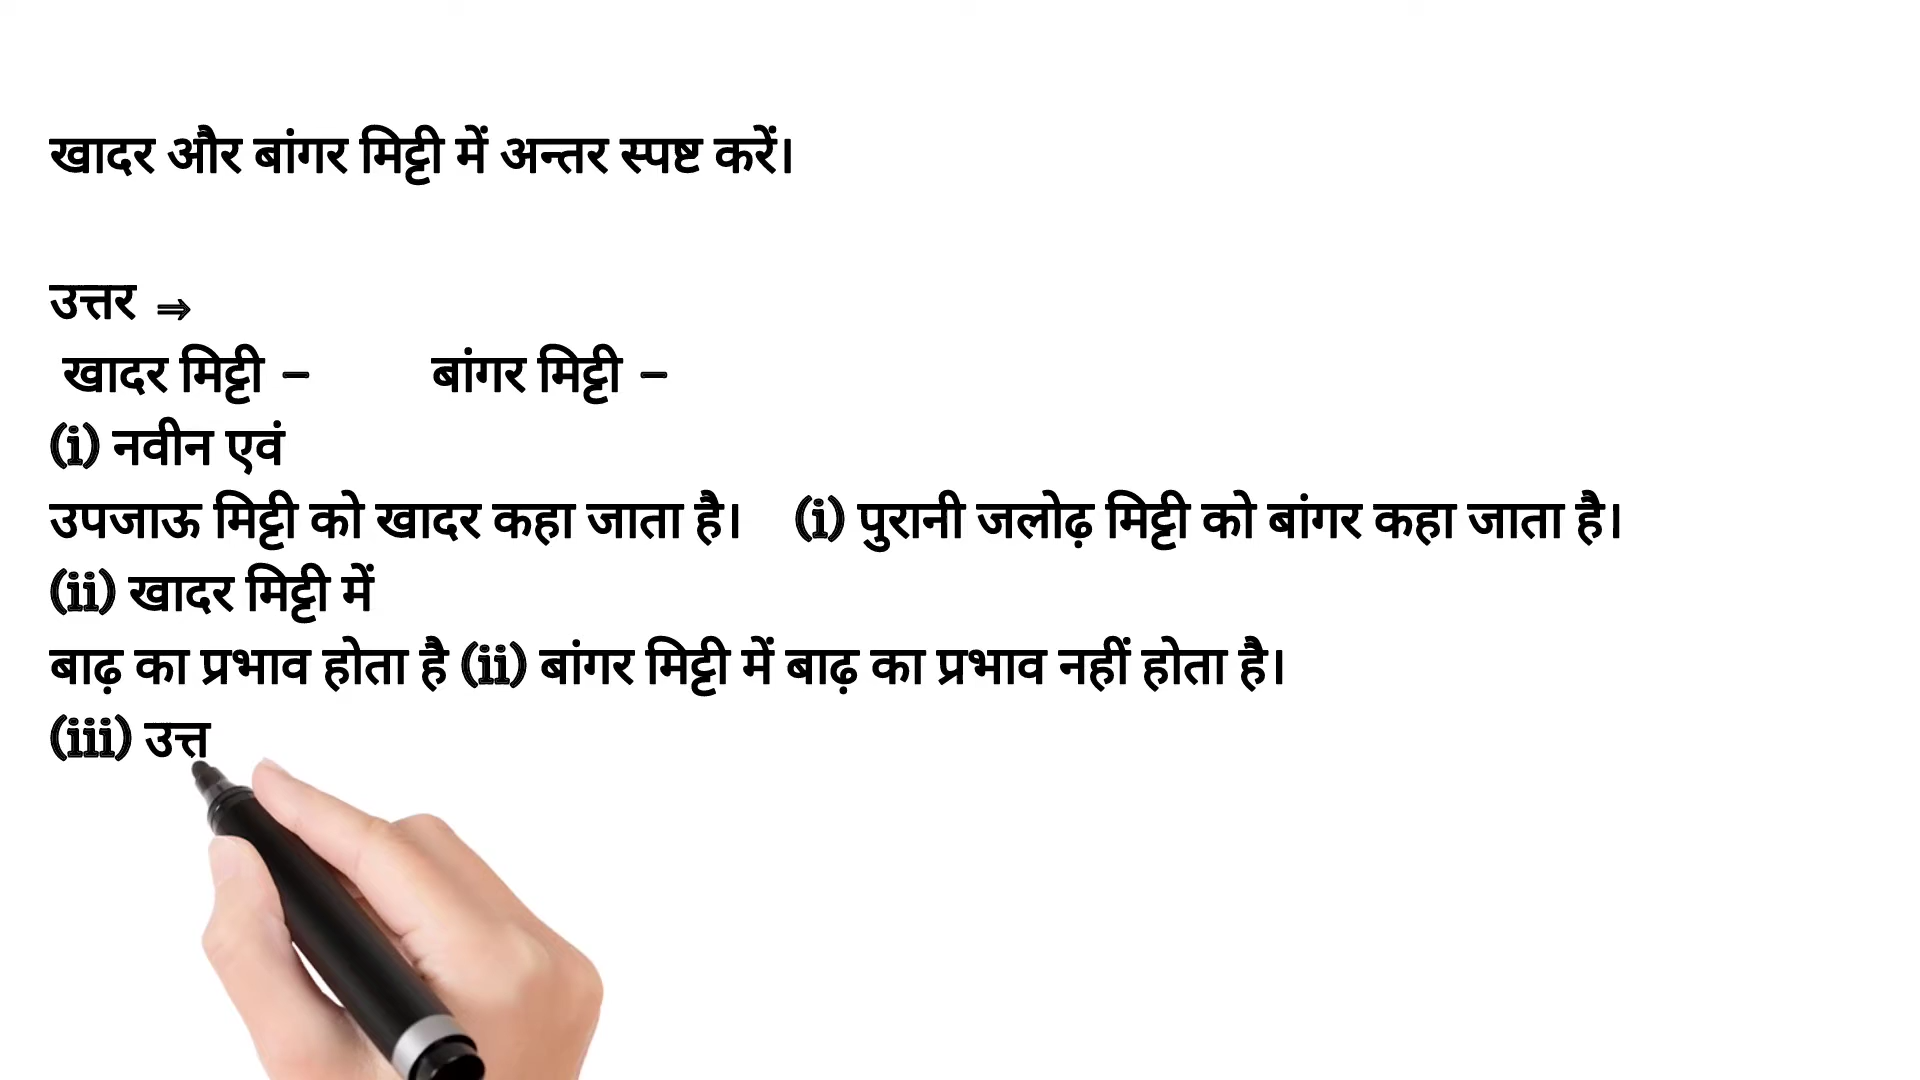 खादर और बांगर मिट्टी में अन्तर स्पष्ट करें।
उत्तर ⇒
खादर मिट्टी – बांगर मिट्टी –
(i) नवीन एवं
उपजाऊ मिट्टी को खादर कहा जाता है। (i) पुरानी जलोढ़ मिट्टी को बांगर कहा जाता है।
(ii) खादर मिट्टी में
बाढ़ का प्रभाव होता है (ii) बांगर मिट्टी में बाढ़ का प्रभाव नहीं होता है।
(iii) उत्त